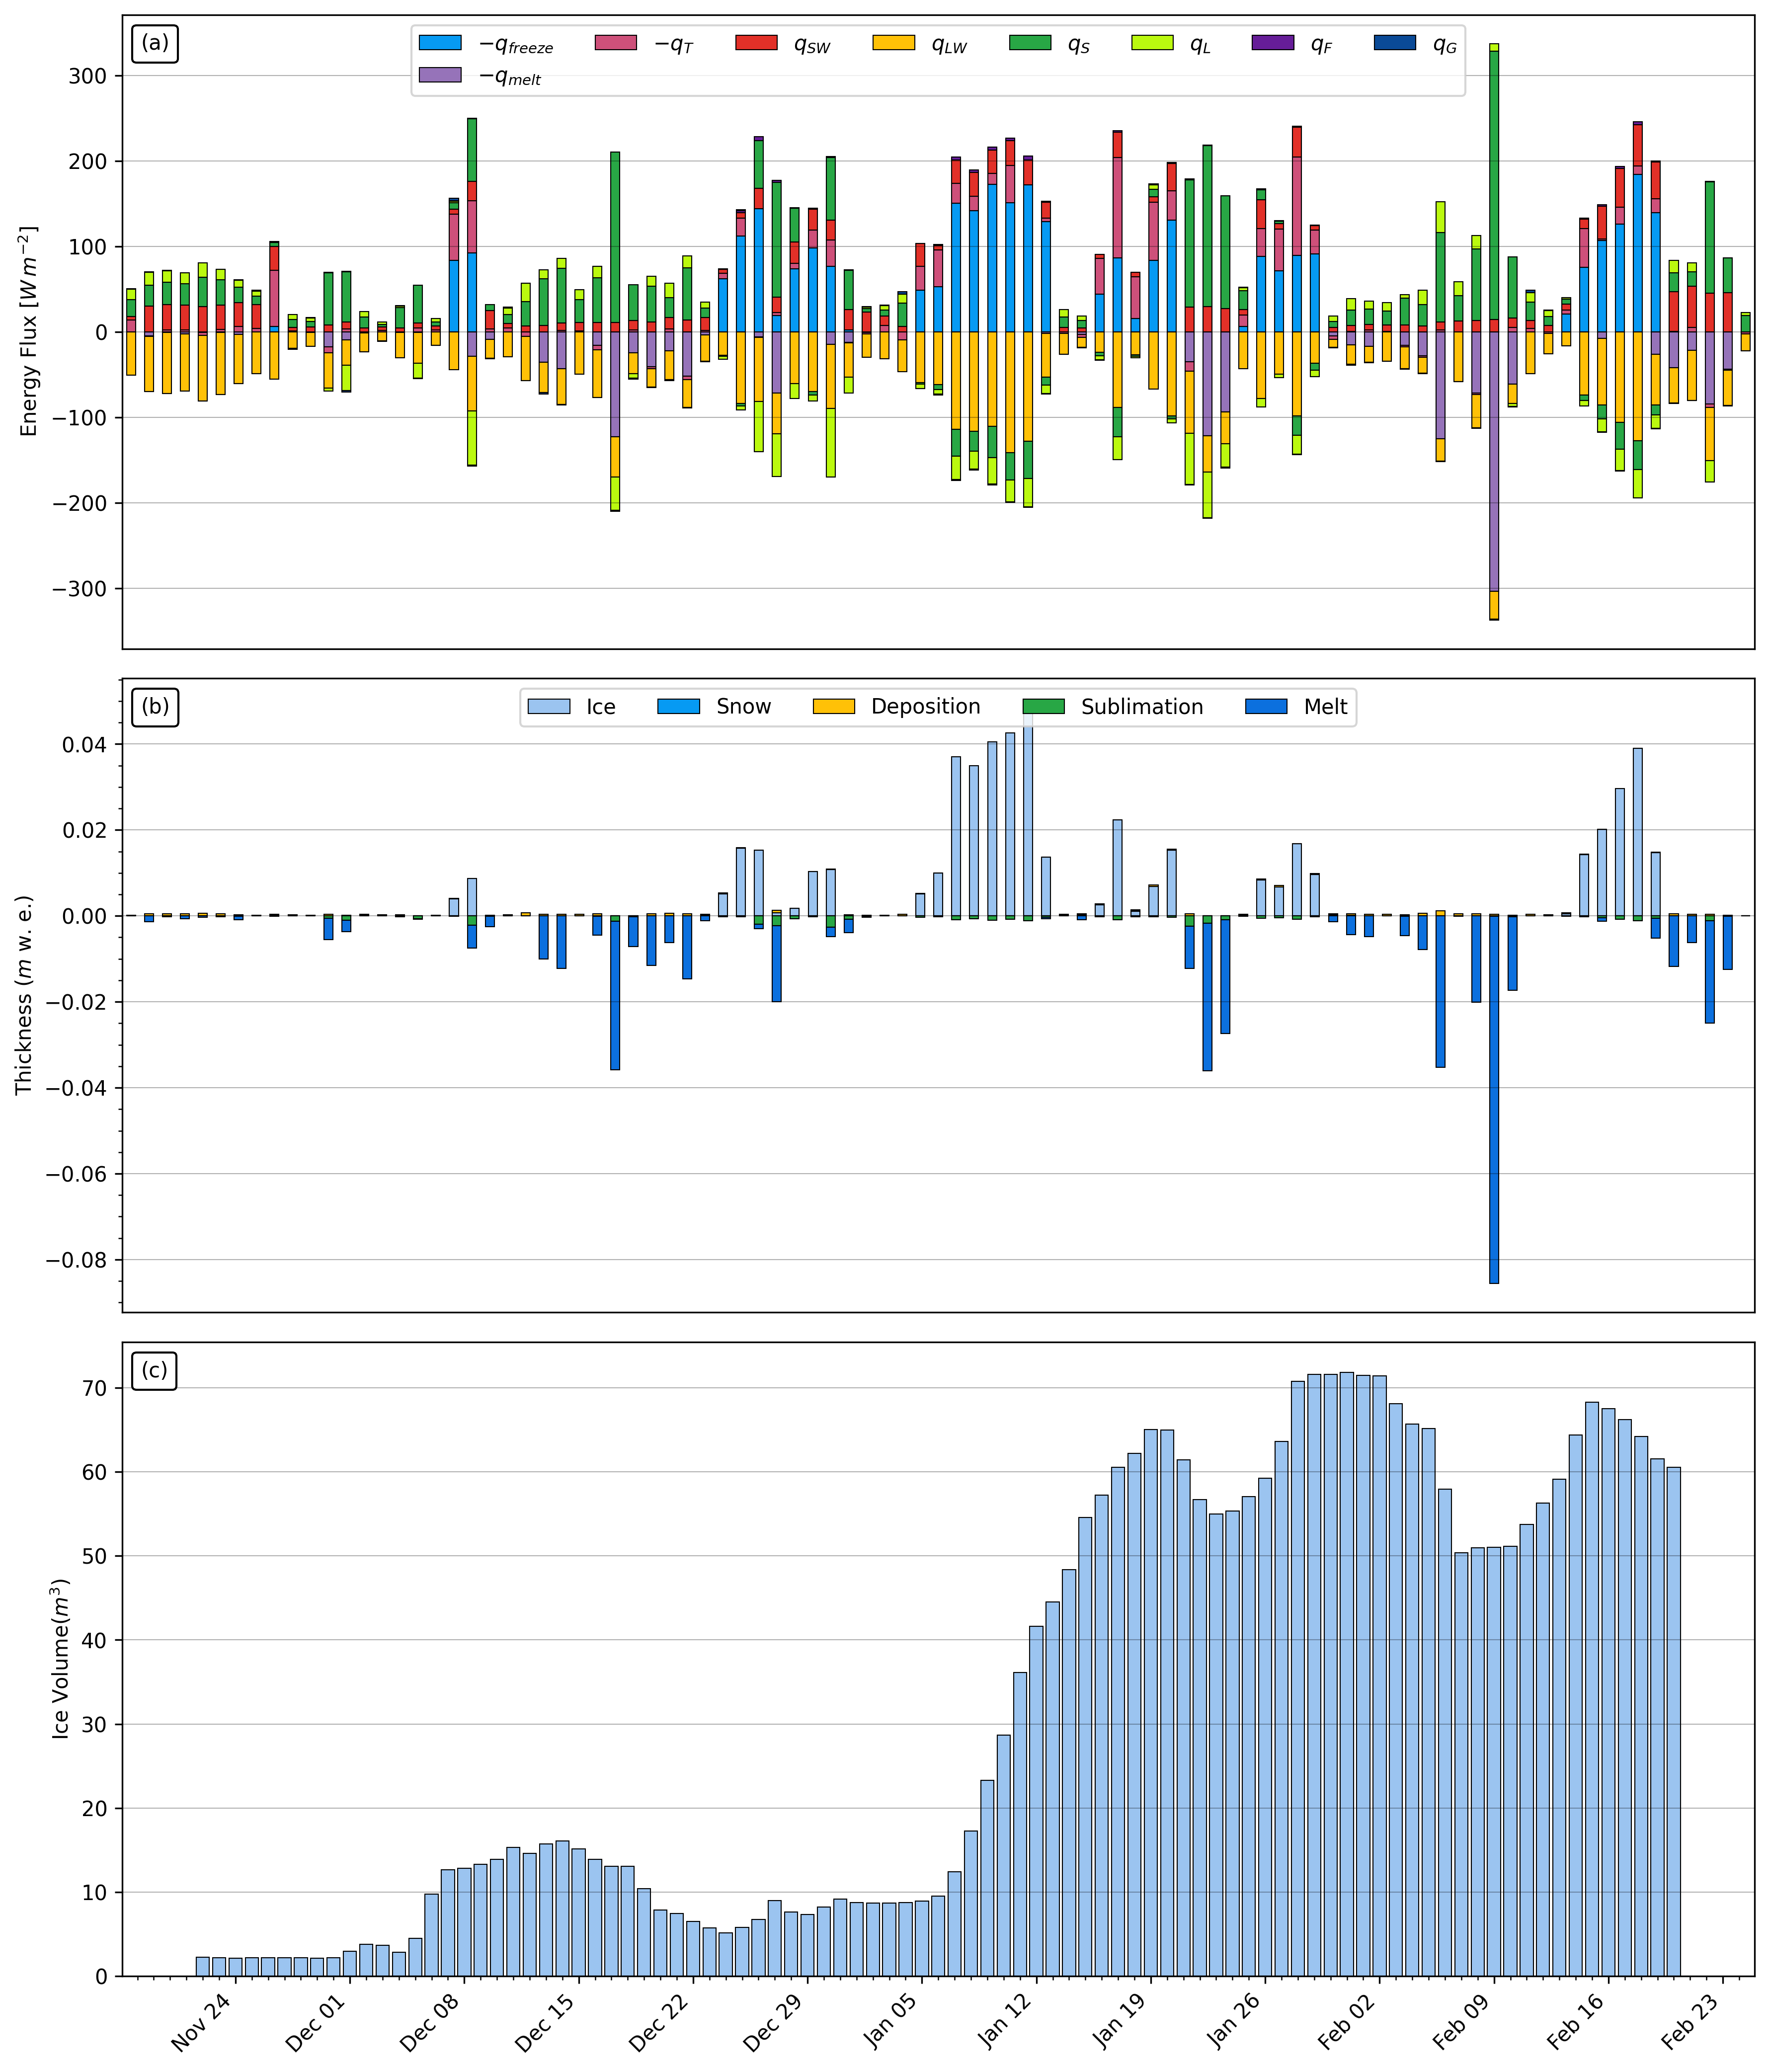 (a)
−q_freeze −q_T q_SW q_LW q_S q_L q_F q_G
−q_melt
Energy Flux [W m⁻²]
300
200
100
0
−100
−200
−300
(b)
Ice Snow Deposition Sublimation Melt
Thickness (m w. e.)
0.04
0.02
0.00
−0.02
−0.04
−0.06
−0.08
(c)
Ice Volume(m³)
70
60
50
40
30
20
10
0
Nov 24 Dec 01 Dec 08 Dec 15 Dec 22 Dec 29 Jan 05 Jan 12 Jan 19 Jan 26 Feb 02 Feb 09 Feb 16 Feb 23